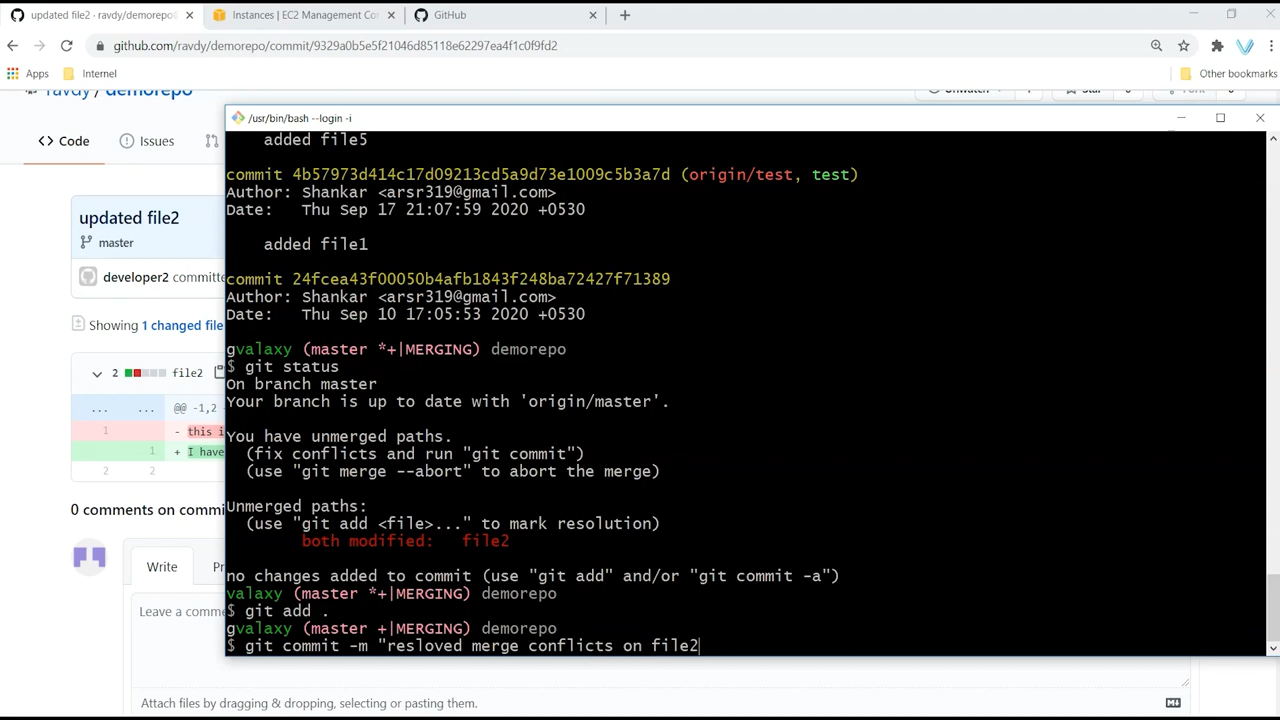 updated file2 · ravdy/demorepo
Instances | EC2 Management Co
GitHub
github.com/ravdy/demorepo/commit/9329a0b5e5f21046d85118e62297ea4f1c0f9fd2
Apps
Internel
Other bookmarks
ravdy / demorepo
Unwatch
Star
Fork
<> Code
Issues
/usr/bin/bash --login -i
updated file2
master
developer2 committe
Showing 1 changed file
2
file2
... ... @@ -1,2
1 - this i
1 + I have
2 2
0 comments on commi
Write
Pr
Leave a comme
Attach files by dragging & dropping, selecting or pasting them.
added file5
commit 4b57973d414c17d09213cd5a9d73e1009c5b3a7d (origin/test, test)
Author: Shankar <arsr319@gmail.com>
Date: Thu Sep 17 21:07:59 2020 +0530
added file1
commit 24fcea43f00050b4afb1843f248ba72427f71389
Author: Shankar <arsr319@gmail.com>
Date: Thu Sep 10 17:05:53 2020 +0530
gvalaxy (master *+|MERGING) demorepo
$ git status
On branch master
Your branch is up to date with 'origin/master'.
You have unmerged paths.
(fix conflicts and run "git commit")
(use "git merge --abort" to abort the merge)
Unmerged paths:
(use "git add <file>..." to mark resolution)
both modified: file2
no changes added to commit (use "git add" and/or "git commit -a")
valaxy (master *+|MERGING) demorepo
$ git add .
gvalaxy (master +|MERGING) demorepo
$ git commit -m "resloved merge conflicts on file2